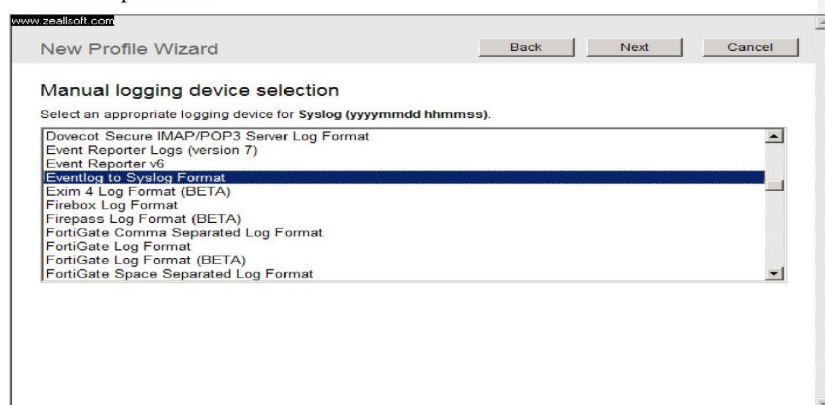 www.zeallsoft.com
New Profile Wizard
Back
Next
Cancel
Manual logging device selection
Select an appropriate logging device for Syslog (yyyymmdd hhmmss).
Dovecot Secure IMAP/POP3 Server Log Format
Event Reporter Logs (version 7)
Event Reporter v6
Eventlog to Syslog Format
Exim 4 Log Format (BETA)
Firebox Log Format
Firepass Log Format (BETA)
FortiGate Comma Separated Log Format
FortiGate Log Format
FortiGate Log Format (BETA)
FortiGate Space Separated Log Format